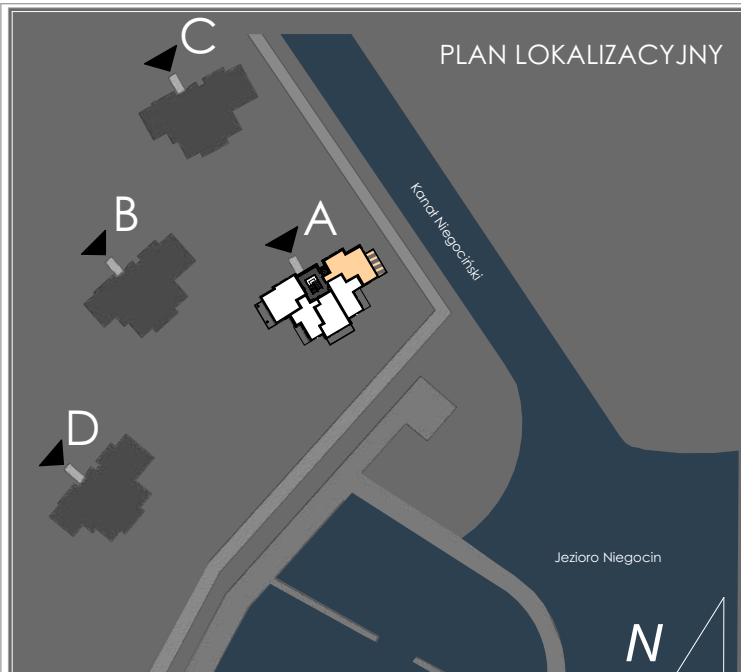 C
PLAN LOKALIZACYJNY
B
A
Kanał Niegociński
D
Jezioro Niegocin
N